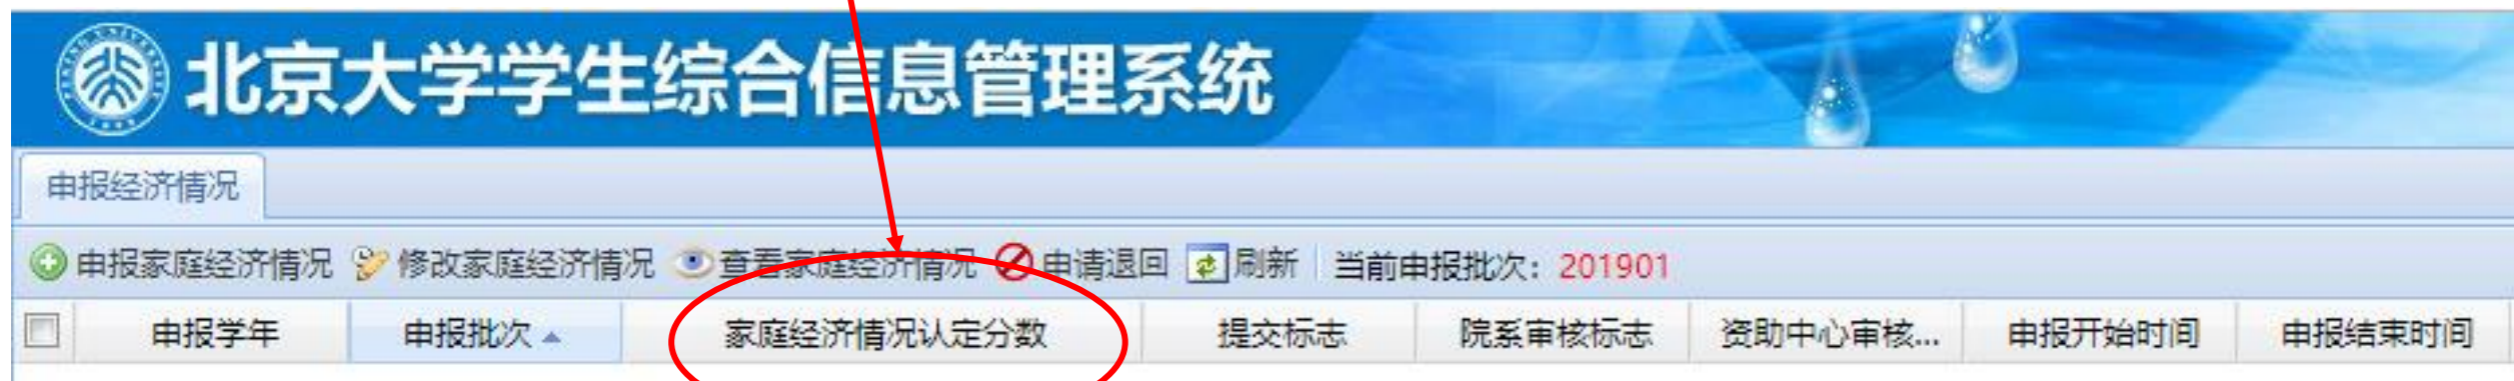 北京大学学生综合信息管理系统
申报经济情况
申报家庭经济情况 修改家庭经济情况 查看家庭经济情况 申请退回 刷新 当前申报批次: 201901
申报学年 申报批次 家庭经济情况认定分数 提交标志 院系审核标志 资助中心审核... 申报开始时间 申报结束时间